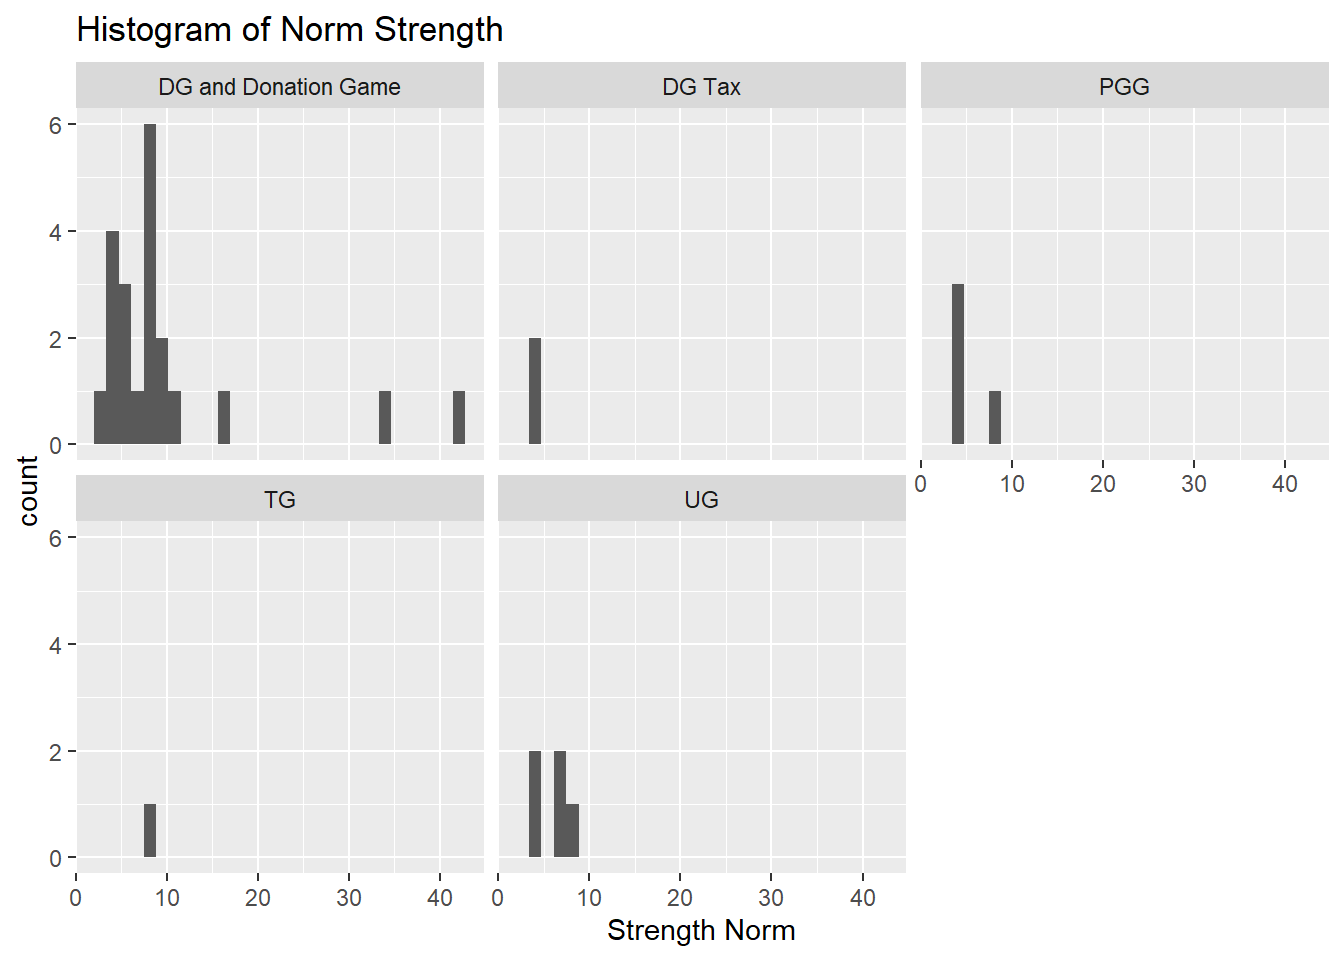 Histogram of Norm Strength
DG and Donation Game
DG Tax
PGG
6
4
2
0
0 10 20 30 40
count
TG
UG
6
4
2
0
0 10 20 30 40
0 10 20 30 40
Strength Norm